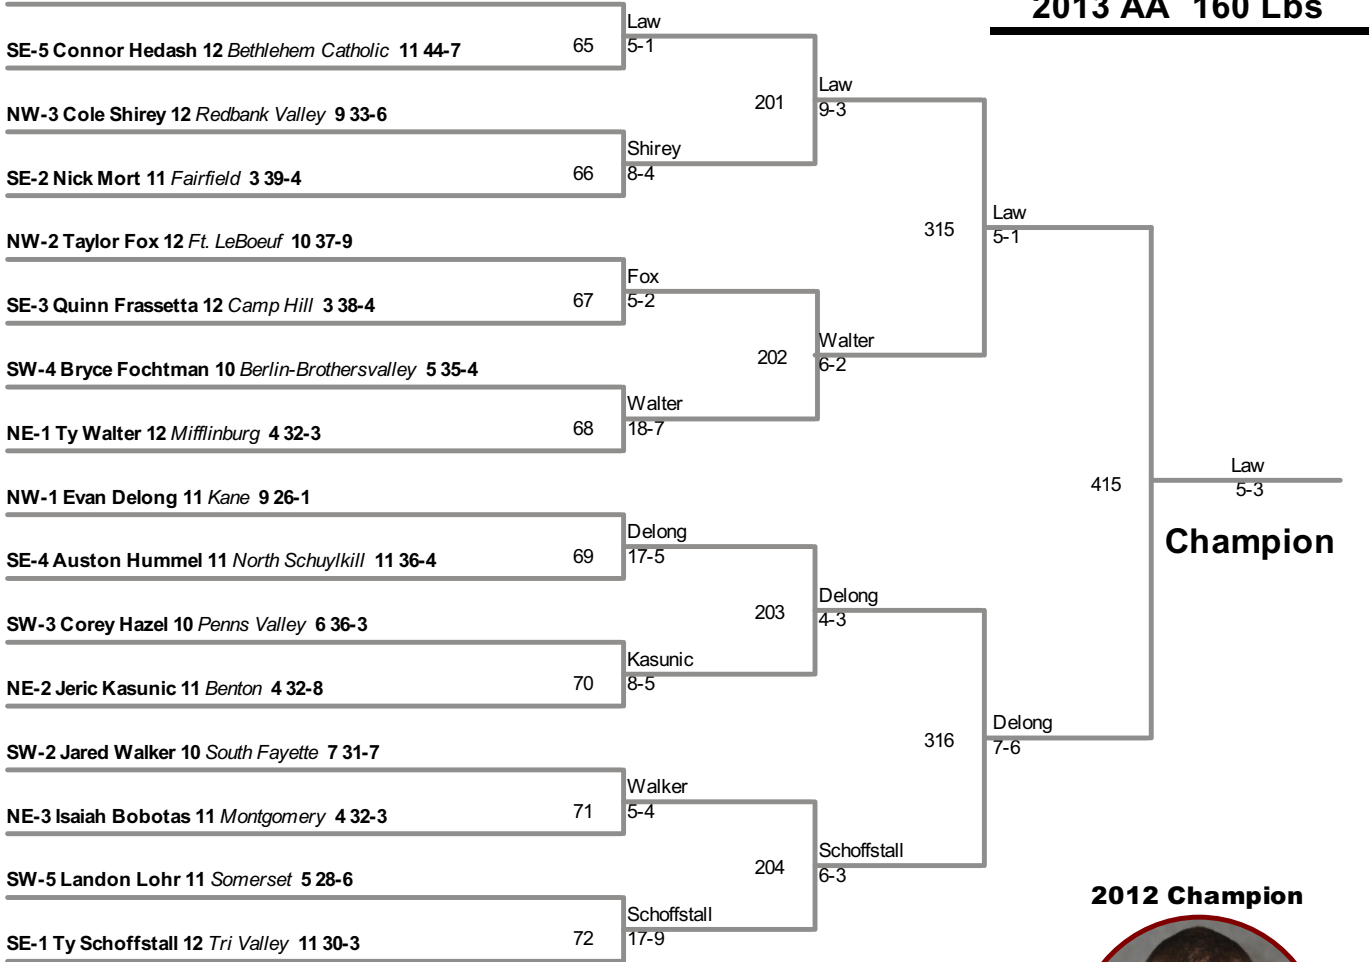 2013 AA 160 Lbs
SE-5 Connor Hedash 12 Bethlehem Catholic 11 44-7
NW-3 Cole Shirey 12 Redbank Valley 9 33-6
SE-2 Nick Mort 11 Fairfield 3 39-4
NW-2 Taylor Fox 12 Ft. LeBoeuf 10 37-9
SE-3 Quinn Frassetta 12 Camp Hill 3 38-4
SW-4 Bryce Fochtman 10 Berlin-Brothersvalley 5 35-4
NE-1 Ty Walter 12 Mifflinburg 4 32-3
NW-1 Evan Delong 11 Kane 9 26-1
SE-4 Auston Hummel 11 North Schuylkill 11 36-4
SW-3 Corey Hazel 10 Penns Valley 6 36-3
NE-2 Jeric Kasunic 11 Benton 4 32-8
SW-2 Jared Walker 10 South Fayette 7 31-7
NE-3 Isaiah Bobotas 11 Montgomery 4 32-3
SW-5 Landon Lohr 11 Somerset 5 28-6
SE-1 Ty Schoffstall 12 Tri Valley 11 30-3
65
Law
5-1
66
Shirey
8-4
67
Fox
5-2
68
Walter
18-7
69
Delong
17-5
70
Kasunic
8-5
71
Walker
5-4
72
Schoffstall
17-9
201
Law
9-3
202
Walter
6-2
203
Delong
4-3
204
Schoffstall
6-3
315
Law
5-1
316
Delong
7-6
415
Law
5-3
Champion
2012 Champion